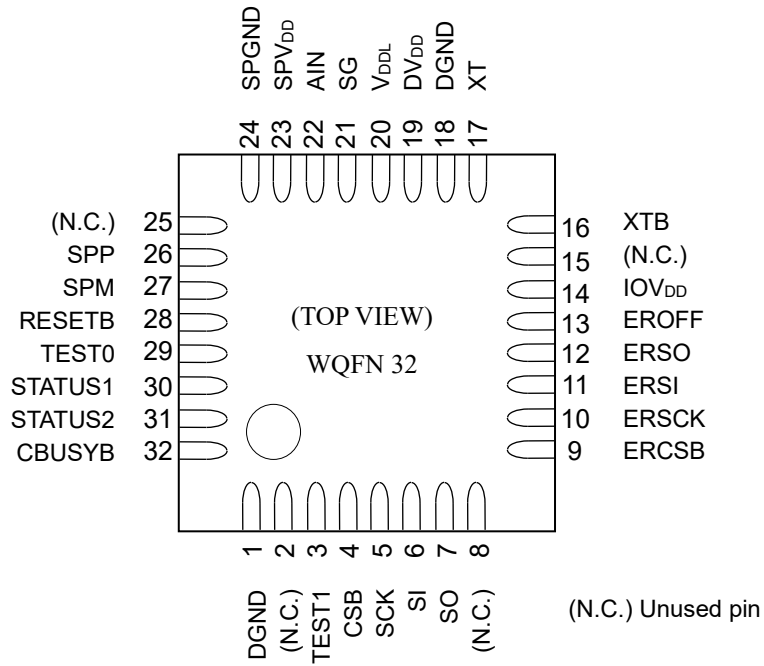 SPGND
SPVDD
AIN
SG
VDDL
DVDD
DGND
XT
24
23
22
21
20
19
18
17
(N.C.) 25
SPP 26
SPM 27
RESETB 28
TEST0 29
STATUS1 30
STATUS2 31
CBUSYB 32
(TOP VIEW)
WQFN 32
16 XTB
15 (N.C.)
14 IOVDD
13 EROFF
12 ERSO
11 ERSI
10 ERSCK
9 ERCSB
1
2
3
4
5
6
7
8
DGND
(N.C.)
TEST1
CSB
SCK
SI
SO
(N.C.)
(N.C.) Unused pin